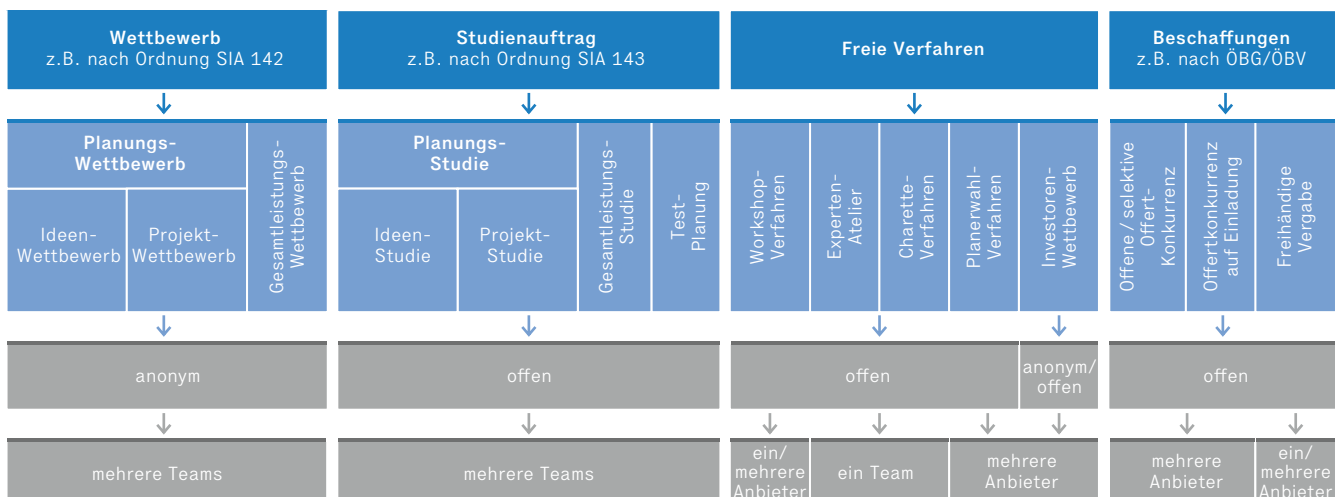 Wettbewerb
z.B. nach Ordnung SIA 142
Studienauftrag
z.B. nach Ordnung SIA 143
Freie Verfahren
Beschaffungen
z.B. nach ÖBG/ÖBV
Planungs-
Wettbewerb
Ideen-
Wettbewerb
Projekt-
Wettbewerb
Gesamtleistungs-
Wettbewerb
Planungs-
Studie
Ideen-
Studie
Projekt-
Studie
Gesamtleistungs-
Studie
Test-
Planung
Workshop-
Verfahren
Experten-
Atelier
Charette-
Verfahren
Planerwahl-
Verfahren
Investoren-
Wettbewerb
Offene / selektive
Offert-
Konkurrenz
Offertkonkurrenz
auf Einladung
Freihändige
Vergabe
anonym
offen
offen
anonym/
offen
offen
mehrere Teams
mehrere Teams
ein/
mehrere
Anbieter
ein Team
mehrere
Anbieter
mehrere
Anbieter
ein/
mehrere
Anbieter